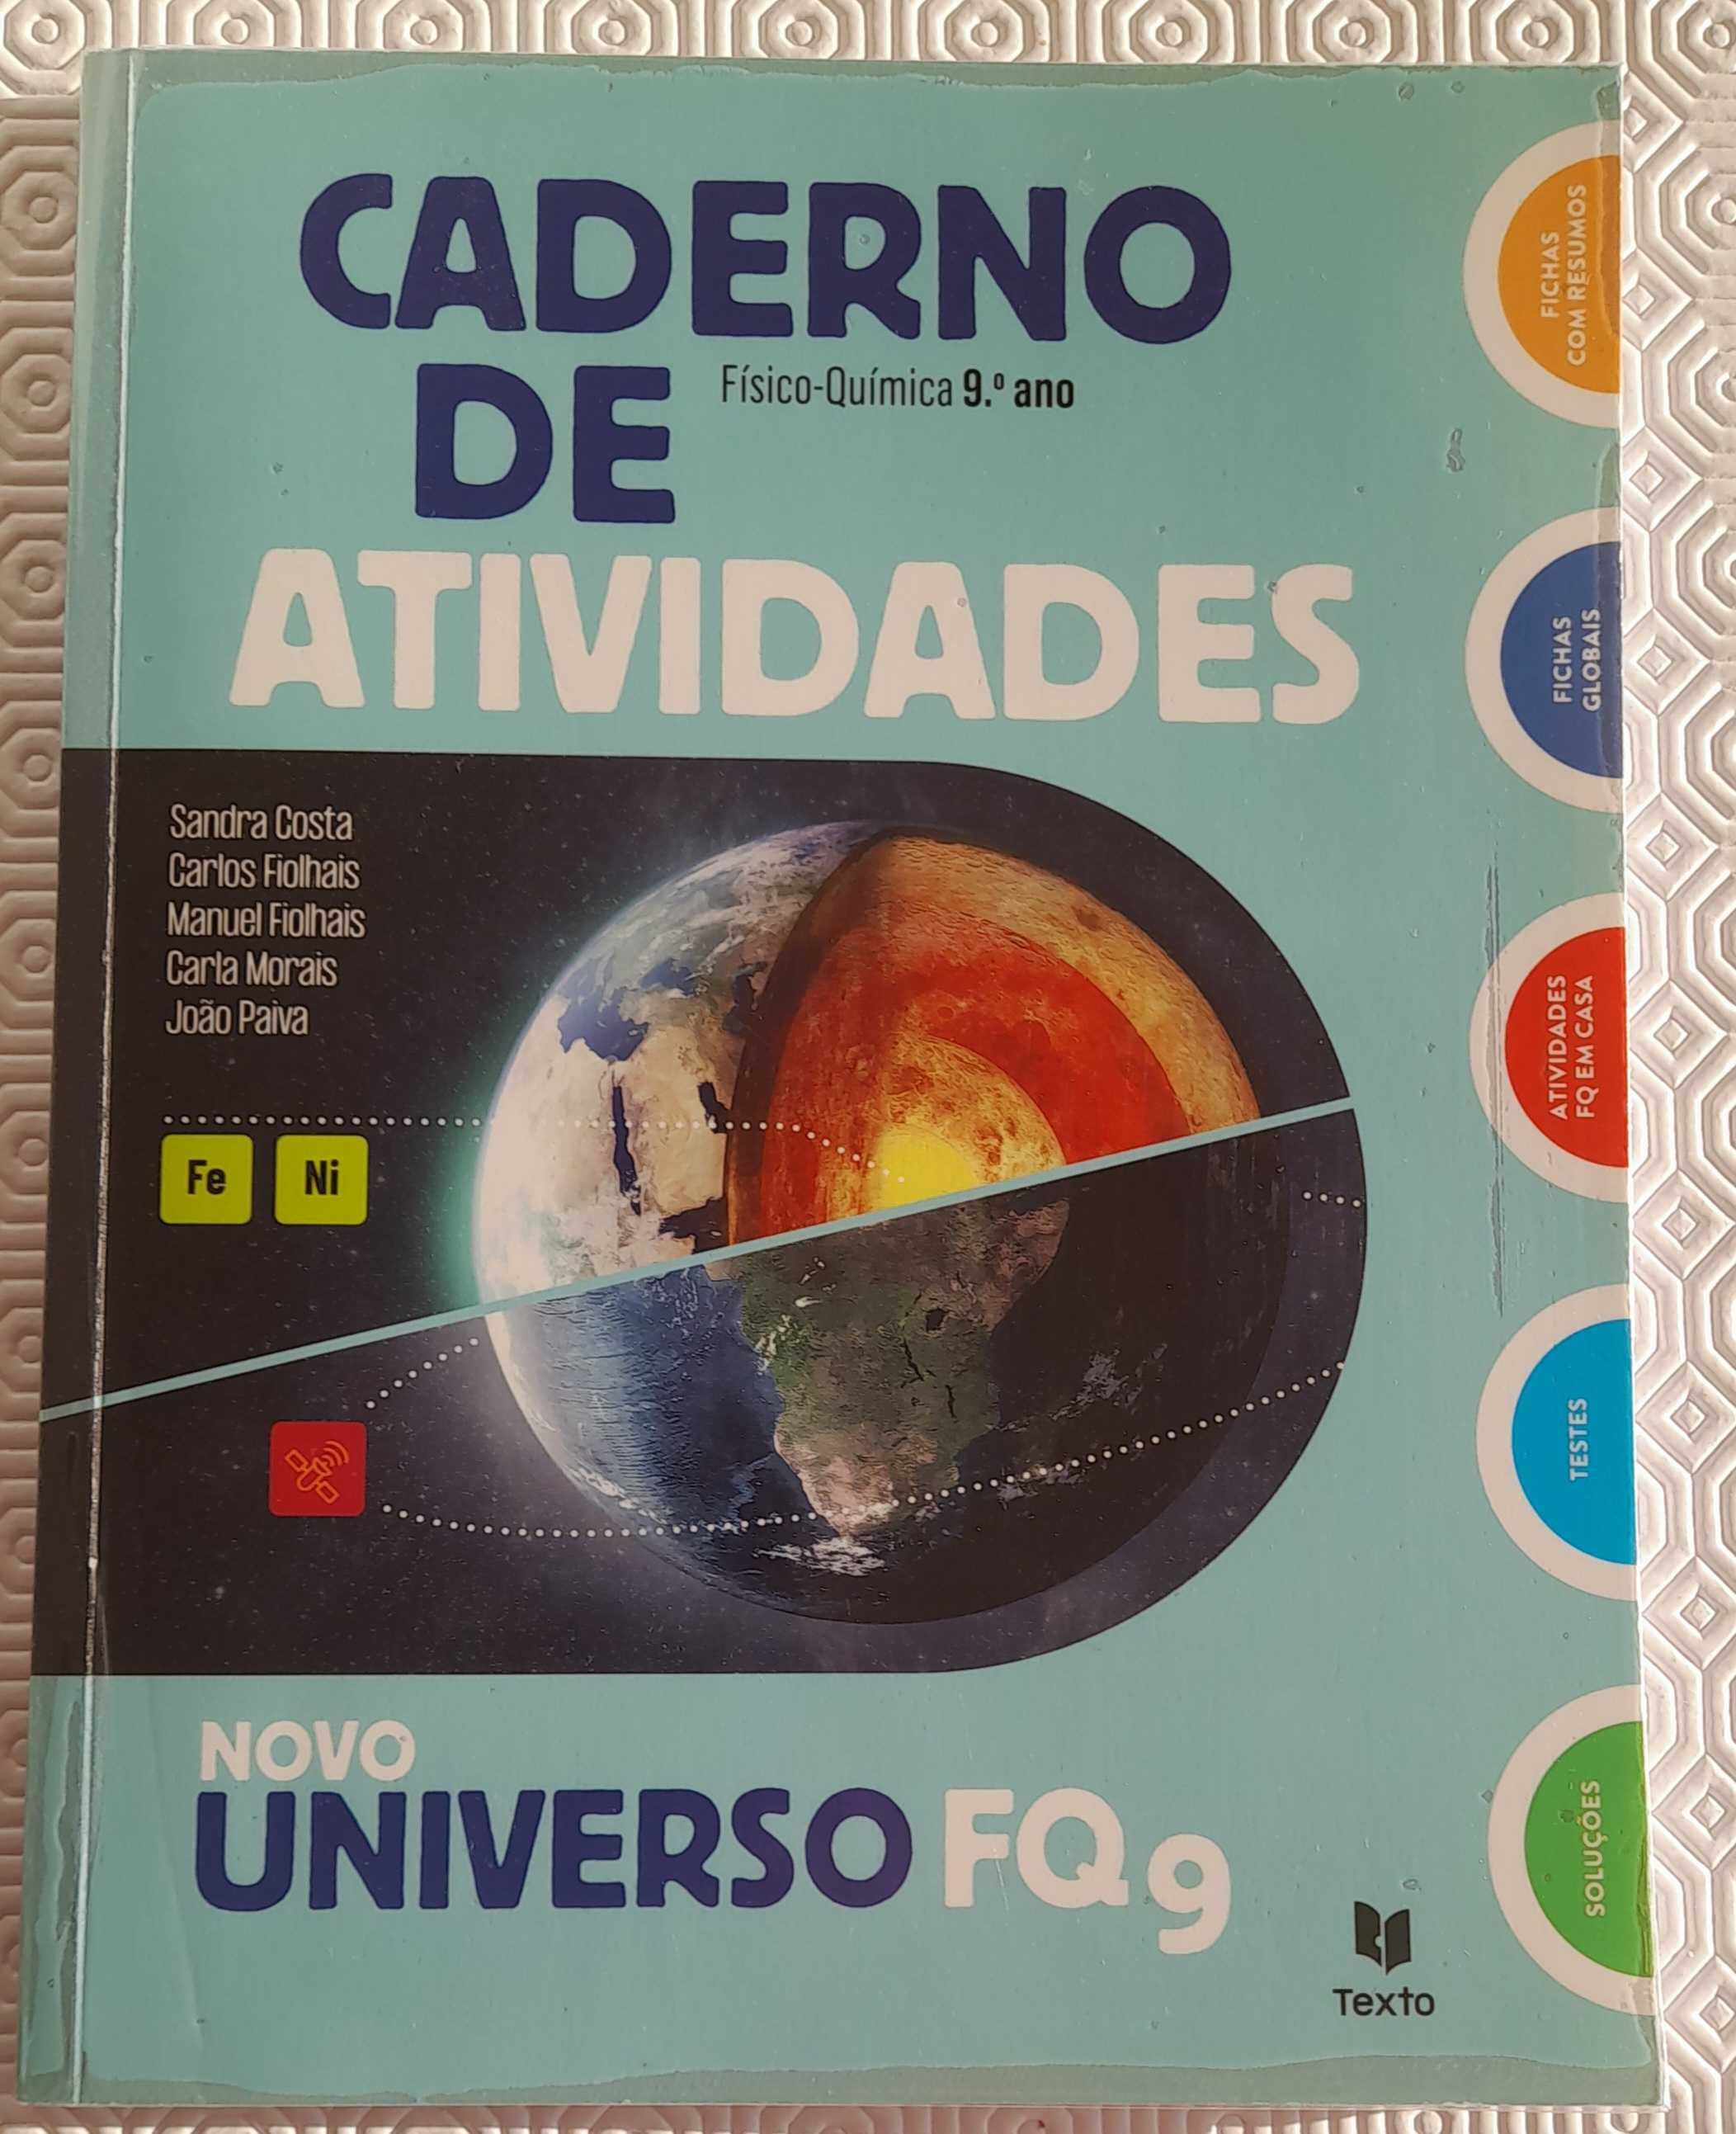 CADERNO
DE
Físico-Química 9.º ano
ATIVIDADES
Sandra Costa
Carlos Fiolhais
Manuel Fiolhais
Carla Morais
João Paiva
Fe
Ni
NOVO
UNIVERSO FQ9
Texto
FICHAS
COM RESUMOS
FICHAS
GLOBAIS
ATIVIDADES
FQ EM CASA
TESTES
SOLUÇÕES